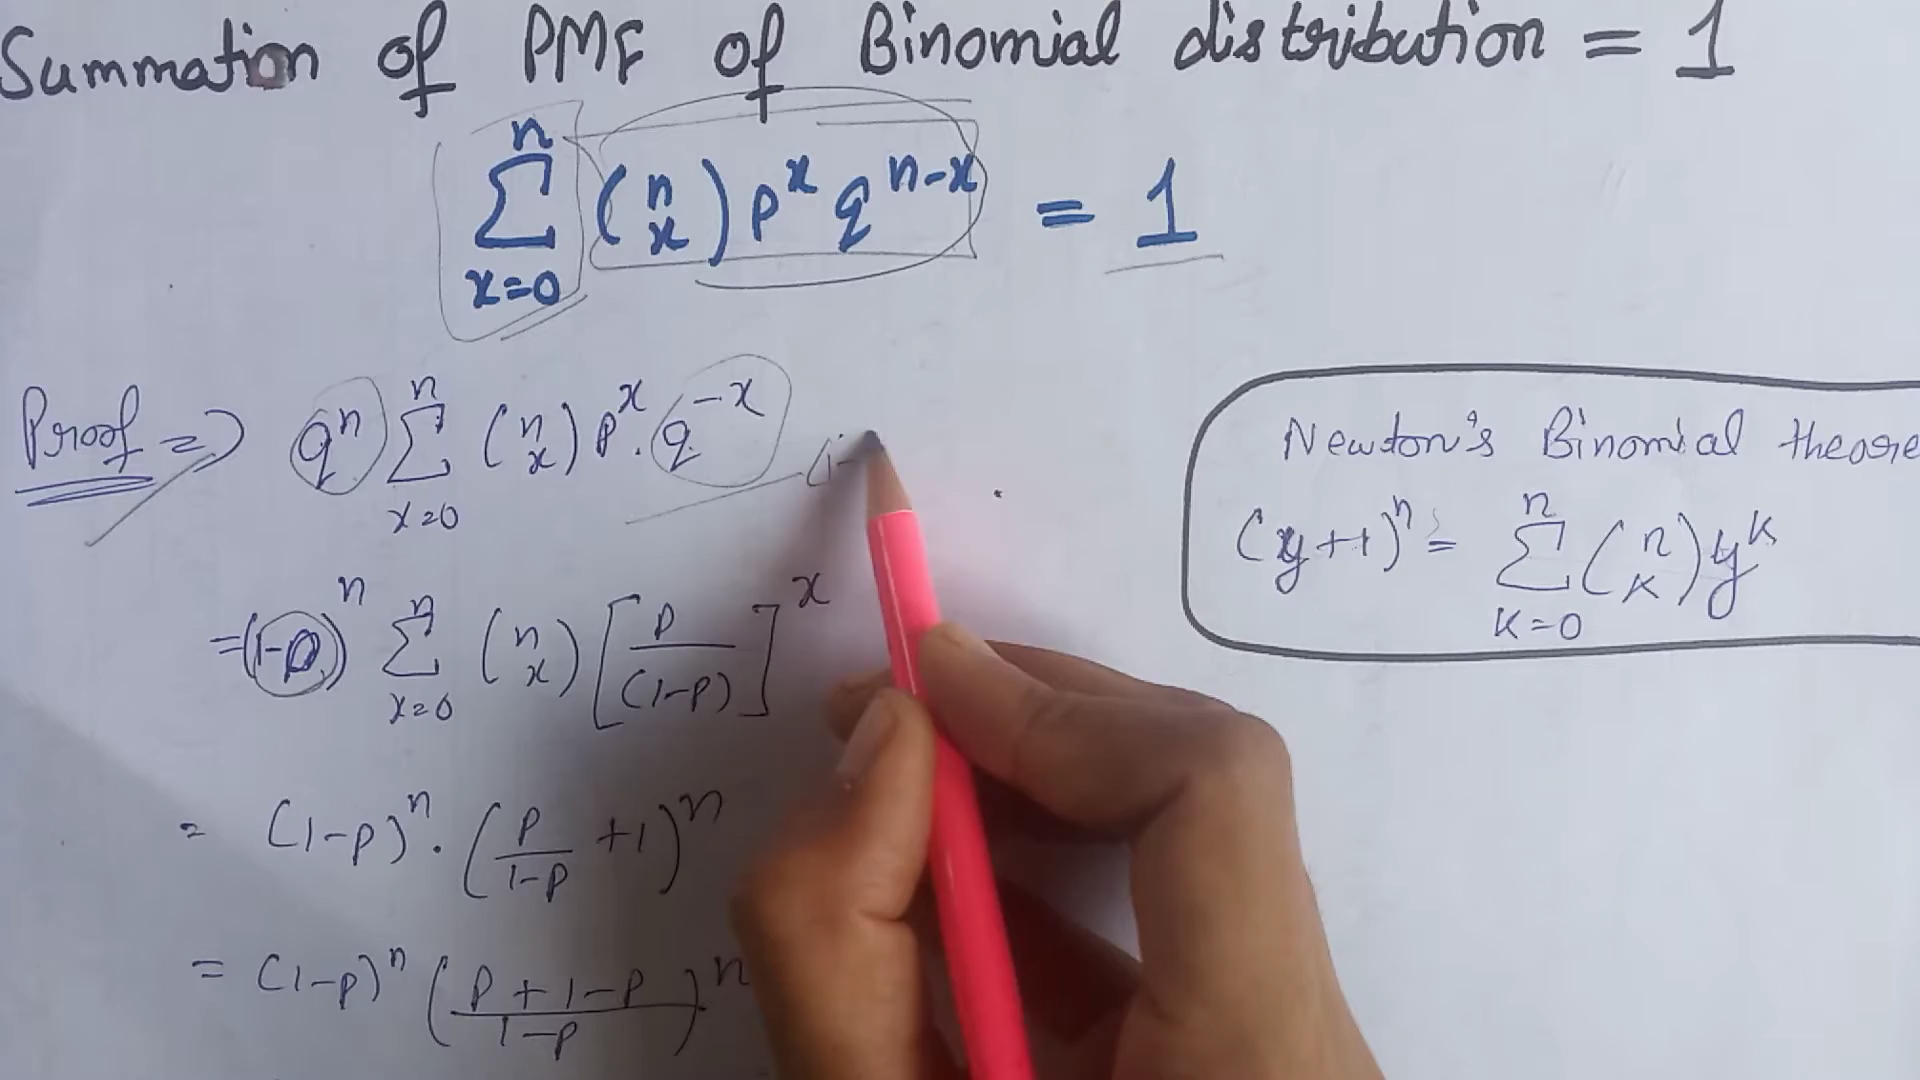 Summation of PMF of Binomial distribution = 1
n
∑ (n x) p^x q^(n-x) = 1
x=0
Proof => q^n ∑_{x=0}^{n} (n x) p^x . q^-x (1-
= (1-p)^n ∑_{x=0}^{n} (n x) [p/(1-p)]^x
= (1-p)^n . (p/1-p +1)^n
= (1-p)^n (p+1-p/1-p)^n
Newton's Binomial theore
(y+1)^n = ∑_{k=0}^{n} (n k) y^k